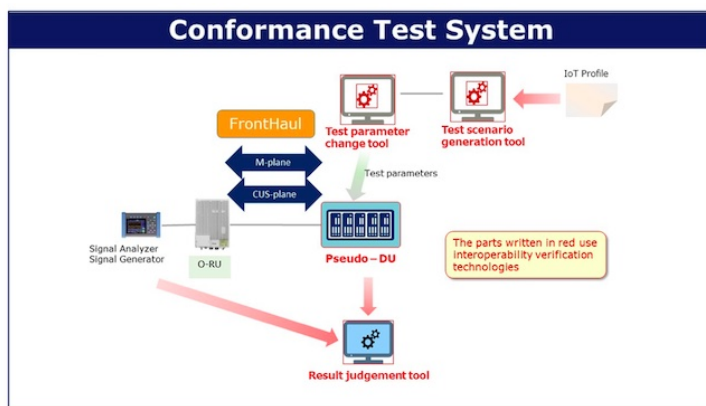 Conformance Test System
IoT Profile
FrontHaul
Test parameter
change tool
Test scenario
generation tool
M-plane
Test parameters
CUS-plane
Signal Analyzer
Signal Generator
O-RU
Pseudo – DU
The parts written in red use
interoperability verification
technologies
Result judgement tool